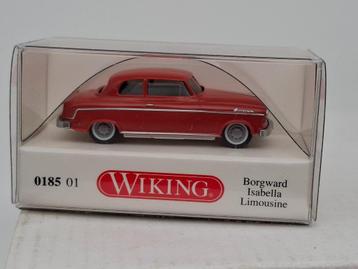 0185 01
WIKING
Borgward
Isabella
Limousine